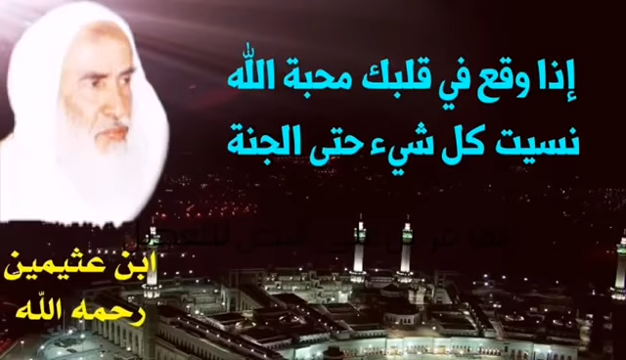 إذا وقع في قلبك محبة الله
نسيت كل شيء حتى الجنة
ابن عثيمين
رحمه الله